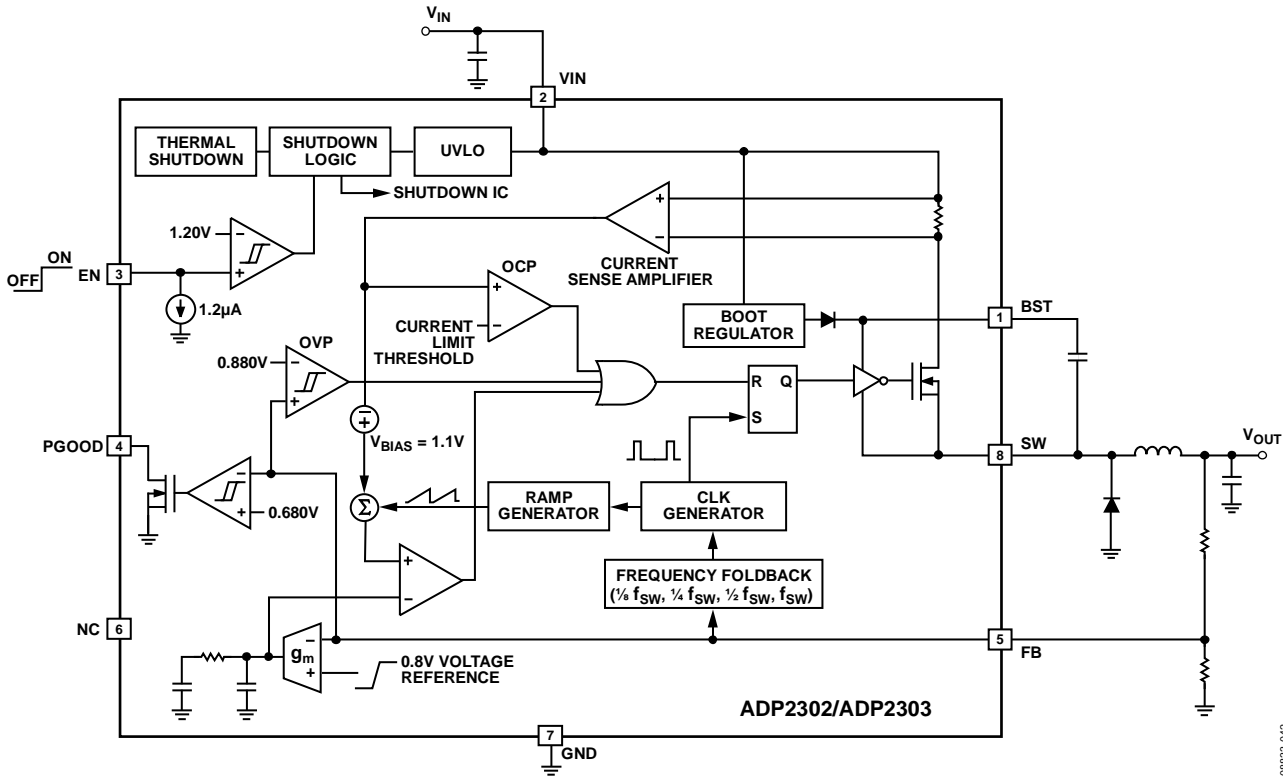 VIN
VIN
2
THERMAL
SHUTDOWN
SHUTDOWN
LOGIC
UVLO
SHUTDOWN IC
1.20V
−
+
ON
OFF
EN
3
1.2µA
+
−
CURRENT
SENSE AMPLIFIER
OCP
+
−
CURRENT
LIMIT
THRESHOLD
BOOT
REGULATOR
1
BST
OVP
0.880V
−
+
R
Q
S
−
+
VBIAS = 1.1V
PGOOD
4
−
+
0.680V
8
SW
VOUT
Σ
RAMP
GENERATOR
CLK
GENERATOR
+
−
FREQUENCY FOLDBACK
(⅛ fSW, ¼ fSW, ½ fSW, fSW)
NC
6
gm
−
+
0.8V VOLTAGE
REFERENCE
5
FB
ADP2302/ADP2303
7
GND